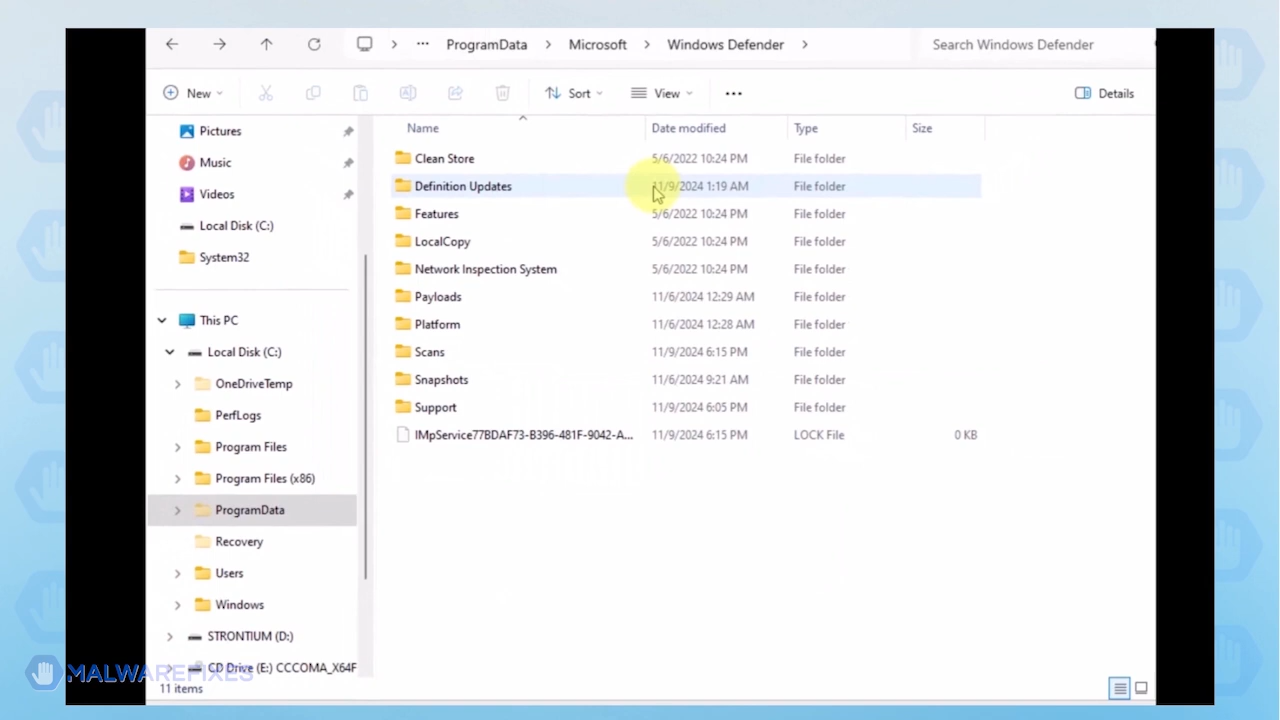 ProgramData > Microsoft > Windows Defender >
Search Windows Defender
New
Sort
View
Details
Pictures
Music
Videos
Local Disk (C:)
System32
This PC
Local Disk (C:)
OneDriveTemp
PerfLogs
Program Files
Program Files (x86)
ProgramData
Recovery
Users
Windows
STRONTIUM (D:)
CD Drive (E:) CCCOMA_X64F
Name Date modified Type Size
Clean Store 5/6/2022 10:24 PM File folder
Definition Updates 11/9/2024 1:19 AM File folder
Features 5/6/2022 10:24 PM File folder
LocalCopy 5/6/2022 10:24 PM File folder
Network Inspection System 5/6/2022 10:24 PM File folder
Payloads 11/6/2024 12:29 AM File folder
Platform 11/6/2024 12:28 AM File folder
Scans 11/9/2024 6:15 PM File folder
Snapshots 11/6/2024 9:21 AM File folder
Support 11/9/2024 6:05 PM File folder
IMpService77BDAF73-B396-481F-9042-A... 11/9/2024 6:15 PM LOCK File 0 KB
11 items
MALWAREFIXES